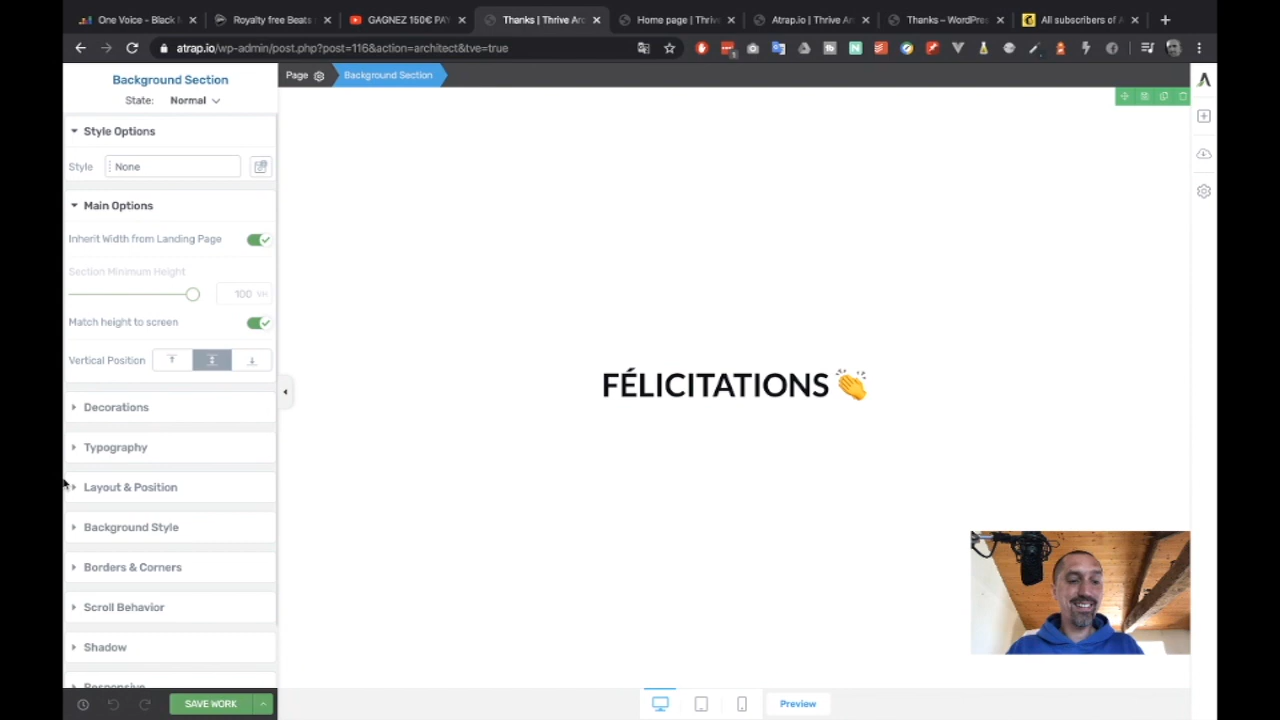 One Voice - Black M
Royalty free Beats
GAGNEZ 150€ PAY
Thanks | Thrive Arc
Home page | Thriv
Atrap.io | Thrive Ar
Thanks – WordPres
All subscribers of A
atrap.io/wp-admin/post.php?post=116&action=architect&tve=true
Background Section
State: Normal
Page
Background Section
Style Options
Style None
Main Options
Inherit Width from Landing Page
Section Minimum Height
100 VH
Match height to screen
Vertical Position
FÉLICITATIONS 👏
Decorations
Typography
Layout & Position
Background Style
Borders & Corners
Scroll Behavior
Shadow
Responsive
SAVE WORK
Preview